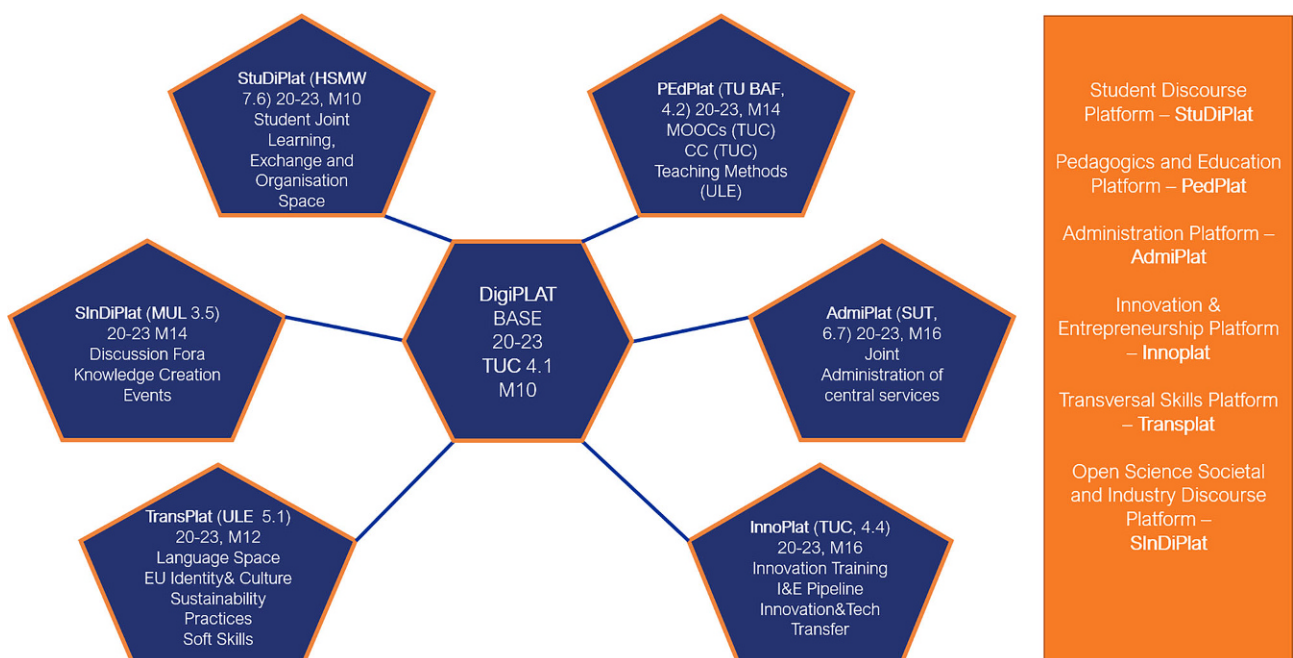 StuDiPlat (HSMW
7.6) 20-23, M10
Student Joint
Learning,
Exchange and
Organisation
Space
PEdPlat (TU BAF,
4.2) 20-23, M14
MOOCs (TUC)
CC (TUC)
Teaching Methods
(ULE)
SInDiPlat (MUL 3.5)
20-23 M14
Discussion Fora
Knowledge Creation
Events
DigiPLAT
BASE
20-23
TUC 4.1
M10
AdmiPlat (SUT,
6.7) 20-23, M16
Joint
Administration of
central services
TransPlat (ULE 5.1)
20-23, M12
Language Space
EU Identity& Culture
Sustainability
Practices
Soft Skills
InnoPlat (TUC, 4.4)
20-23, M16
Innovation Training
I&E Pipeline
Innovation&Tech
Transfer
Student Discourse
Platform – StuDiPlat
Pedagogics and Education
Platform – PedPlat
Administration Platform –
AdmiPlat
Innovation &
Entrepreneurship Platform
– Innoplat
Transversal Skills Platform
– Transplat
Open Science Societal
and Industry Discourse
Platform –
SInDiPlat